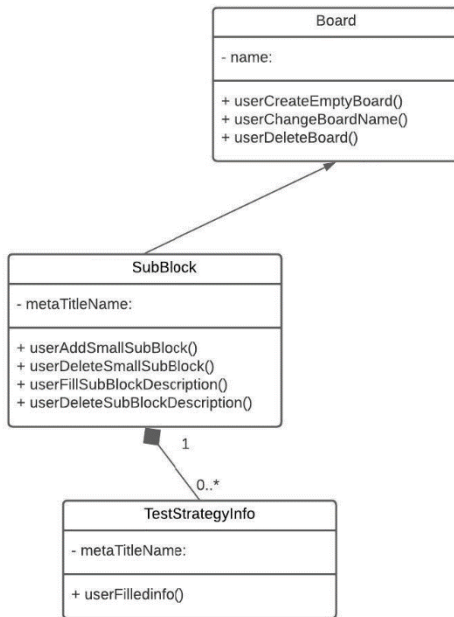 Board
- name:
+ userCreateEmptyBoard()
+ userChangeBoardName()
+ userDeleteBoard()
SubBlock
- metaTitleName:
+ userAddSmallSubBlock()
+ userDeleteSmallSubBlock()
+ userFillSubBlockDescription()
+ userDeleteSubBlockDescription()
1
0..*
TestStrategyInfo
- metaTitleName:
+ userFilledinfo()